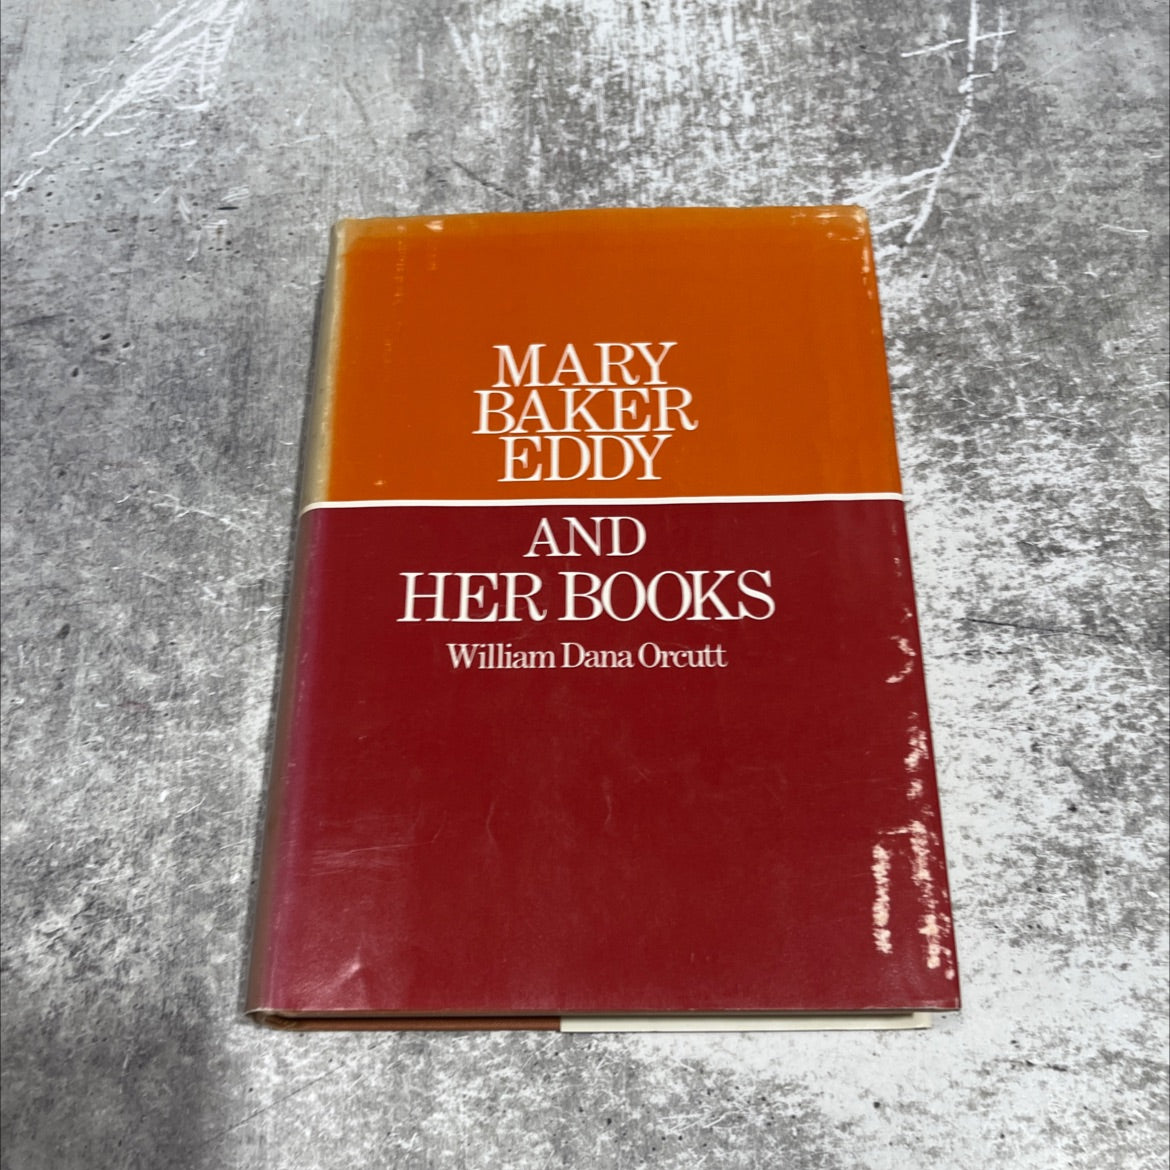 MARY
BAKER
EDDY
AND
HER BOOKS
William Dana Orcutt